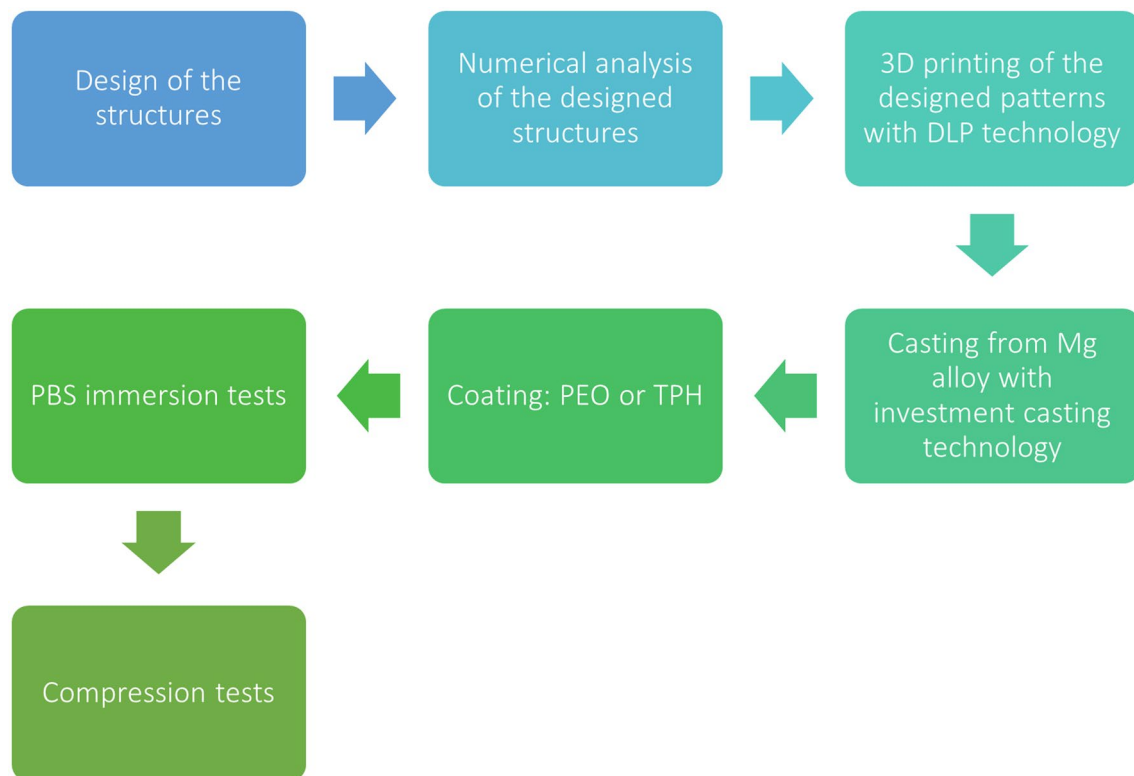 Design of the
structures
Numerical analysis
of the designed
structures
3D printing of the
designed patterns
with DLP technology
Casting from Mg
alloy with
investment casting
technology
Coating: PEO or TPH
PBS immersion tests
Compression tests